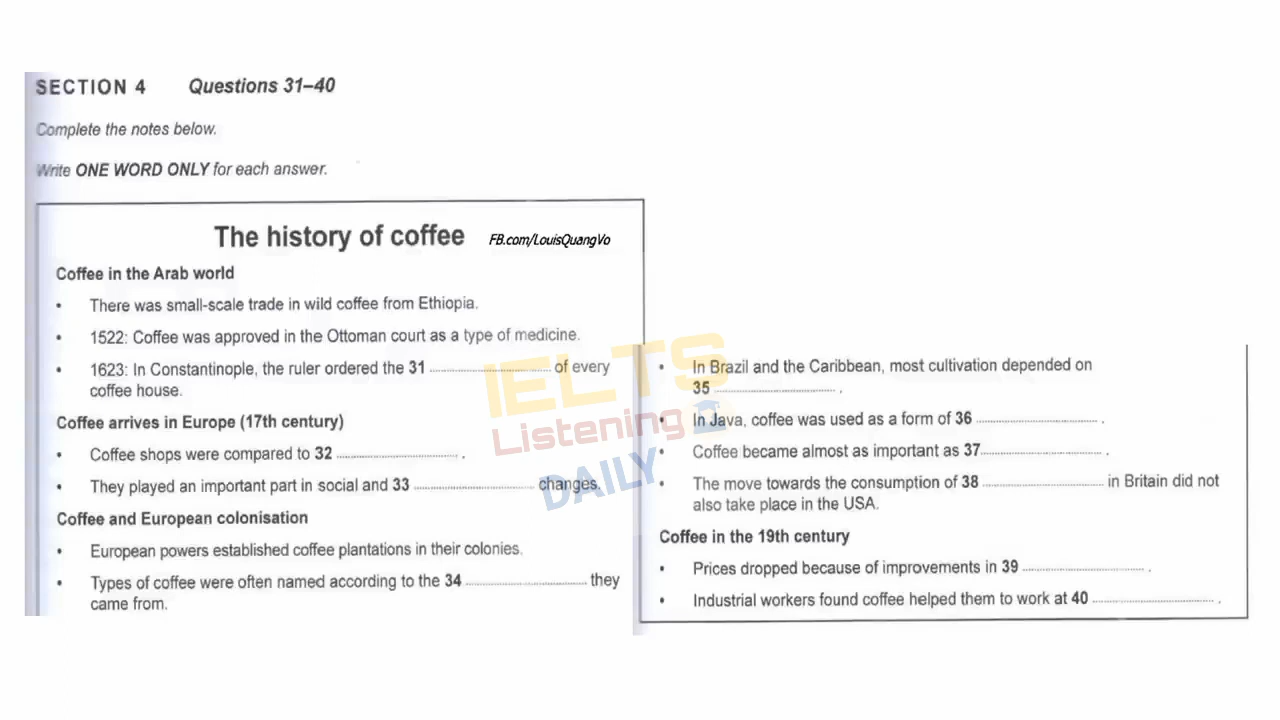 SECTION 4 Questions 31–40
Complete the notes below.
Write ONE WORD ONLY for each answer.
The history of coffee FB.com/LouisQuangVo
Coffee in the Arab world
• There was small-scale trade in wild coffee from Ethiopia.
• 1522: Coffee was approved in the Ottoman court as a type of medicine.
• 1623: In Constantinople, the ruler ordered the 31 .................................. of every
coffee house.
Coffee arrives in Europe (17th century)
• Coffee shops were compared to 32 .................................. .
• They played an important part in social and 33 .................................. changes.
Coffee and European colonisation
• European powers established coffee plantations in their colonies.
• Types of coffee were often named according to the 34 .................................. they
came from.
• In Brazil and the Caribbean, most cultivation depended on
35 .................................. .
• In Java, coffee was used as a form of 36 .................................. .
• Coffee became almost as important as 37.................................. .
• The move towards the consumption of 38 .................................. in Britain did not
also take place in the USA.
Coffee in the 19th century
• Prices dropped because of improvements in 39 .................................. .
• Industrial workers found coffee helped them to work at 40 .................................. .
IELTS
Listening
DAILY